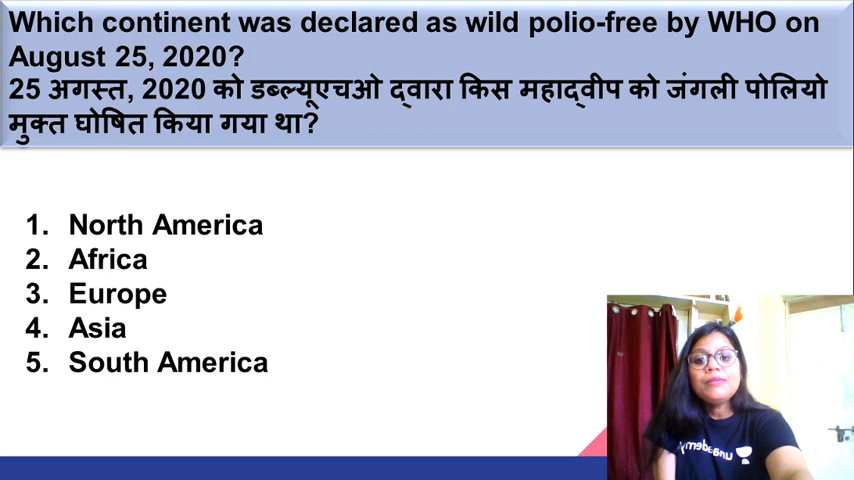 Which continent was declared as wild polio-free by WHO on
August 25, 2020?
25 अगस्त, 2020 को डब्ल्यूएचओ द्वारा किस महाद्वीप को जंगली पोलियो
मुक्त घोषित किया गया था?
1. North America
2. Africa
3. Europe
4. Asia
5. South America
unacademy